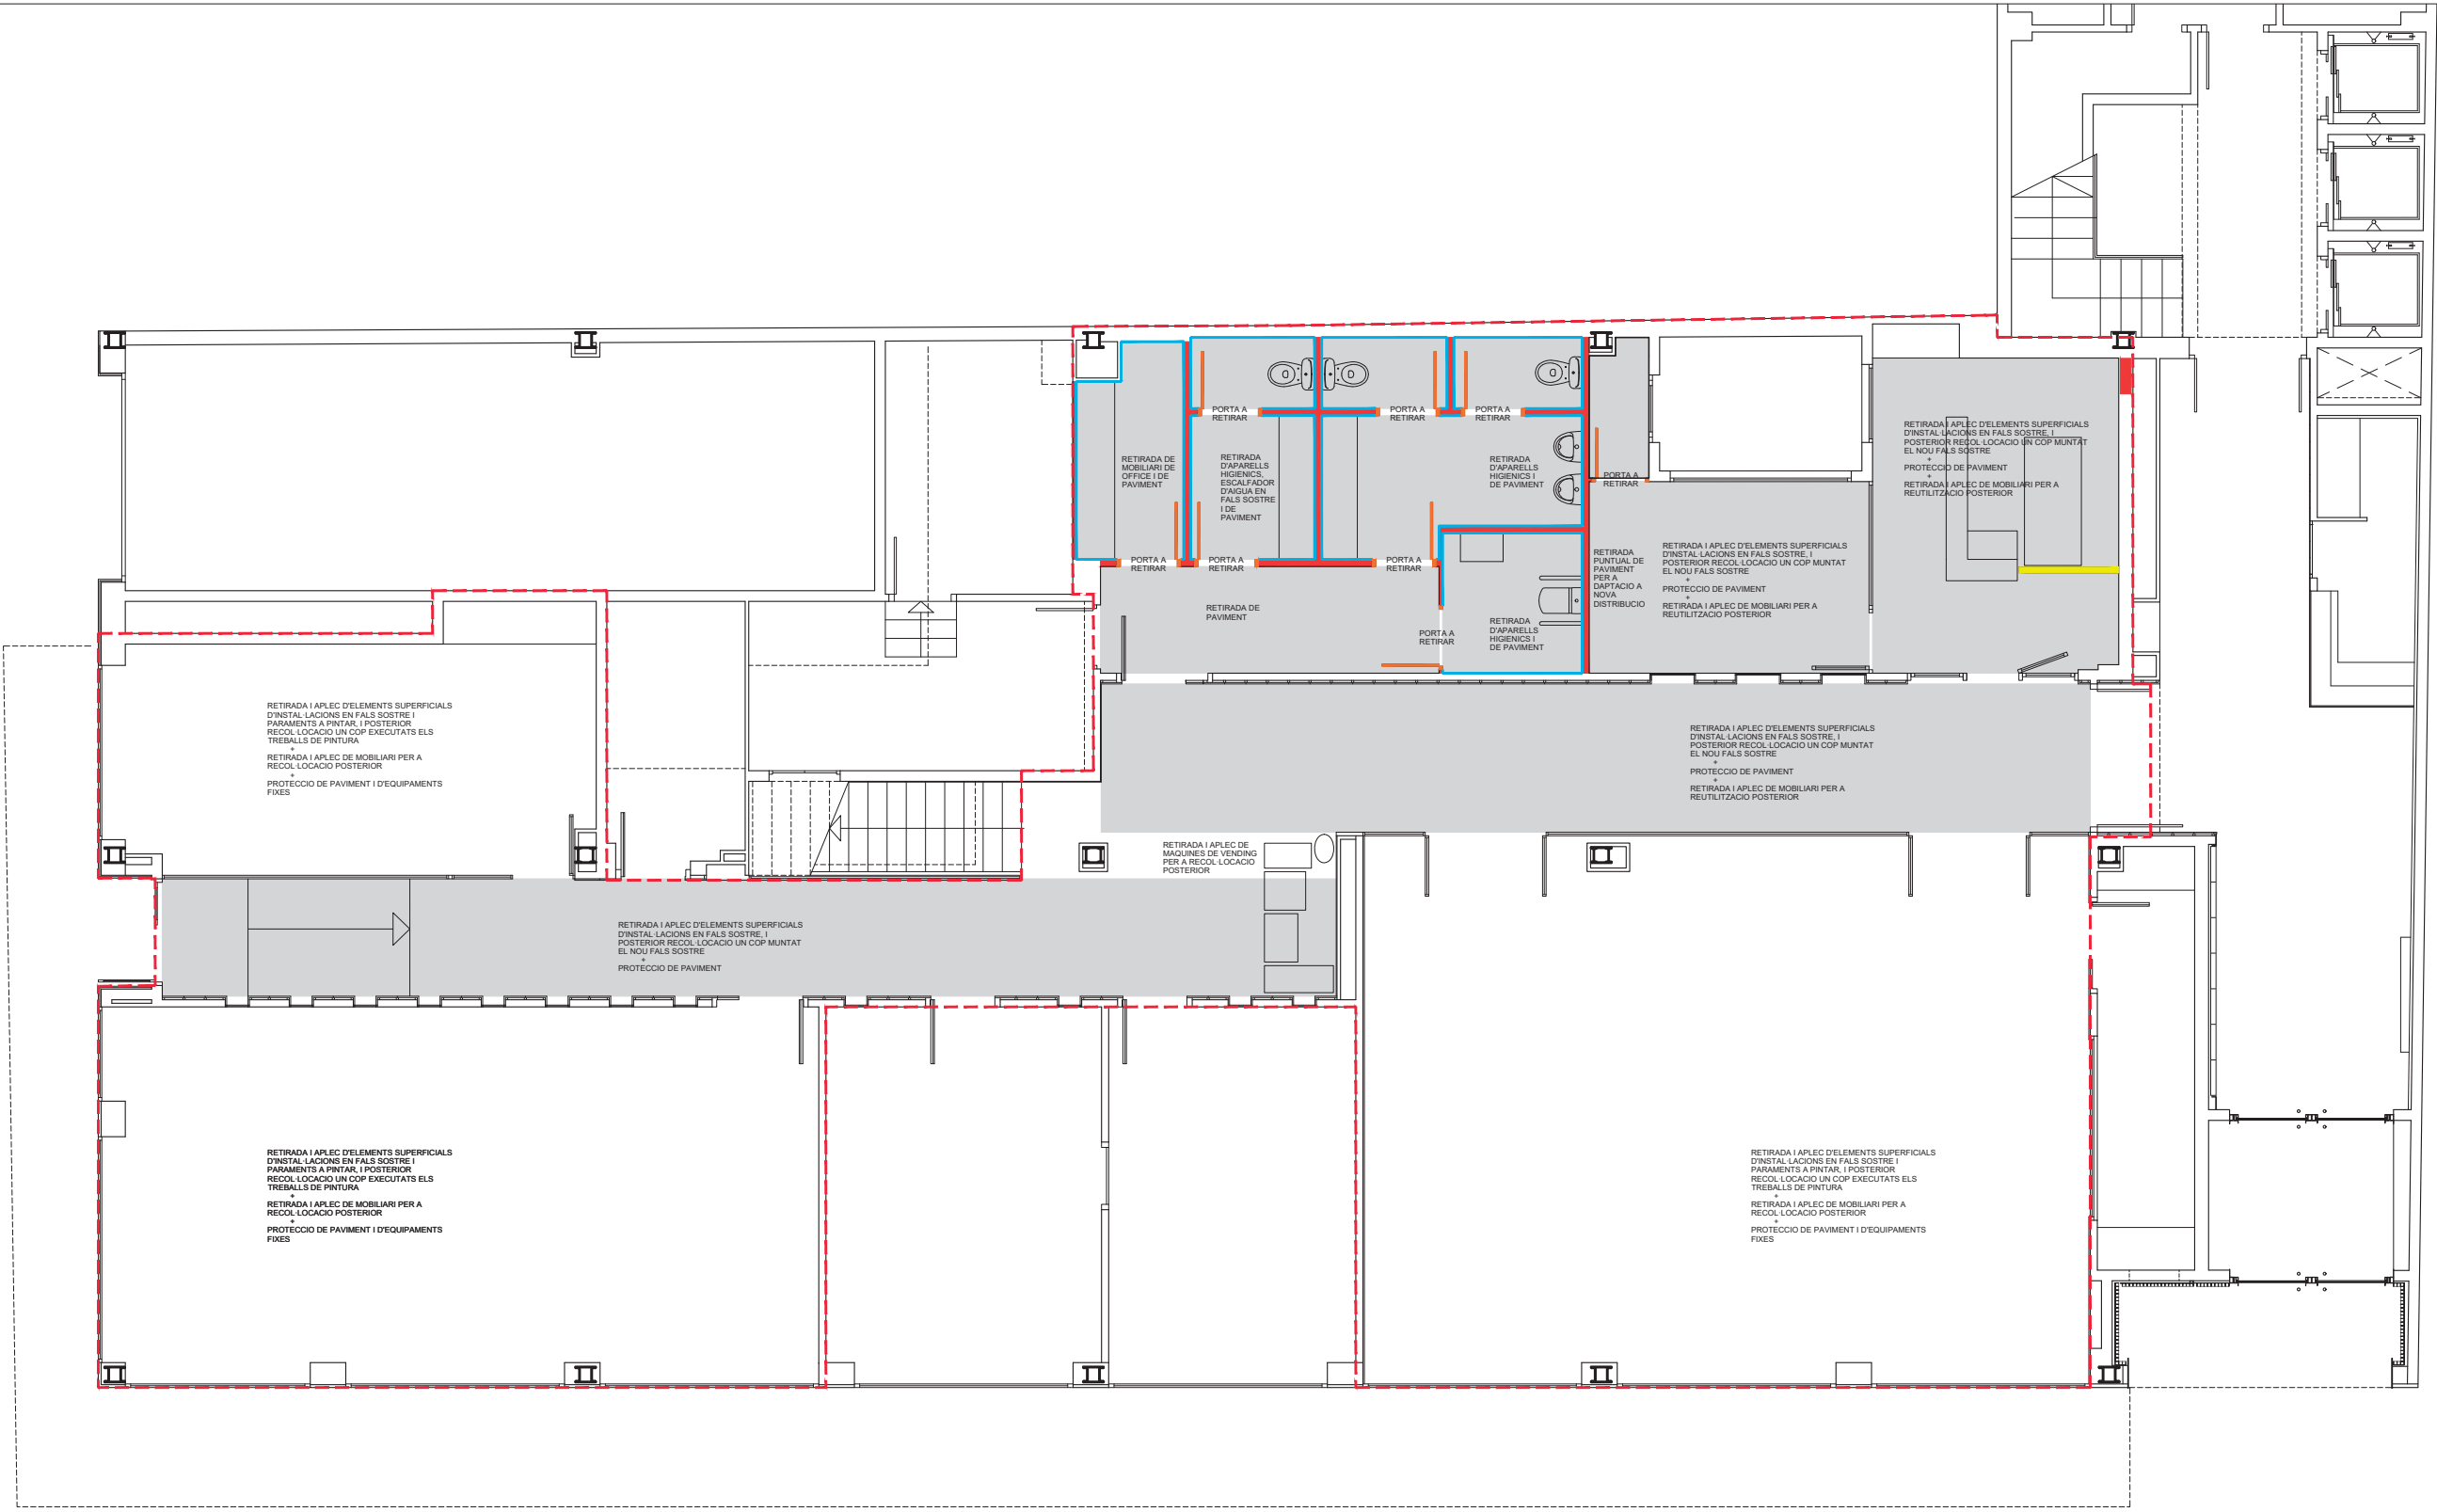 PORTA A
RETIRAR
PORTA A
RETIRAR
PORTA A
RETIRAR
RETIRADA DE
MOBILIARI DE
OFFICE I DE
PAVIMENT
RETIRADA
D'APARELLS
HIGIENICS,
ESCALFADOR
D'AIGUA EN
FALS SOSTRE
I DE
PAVIMENT
RETIRADA
D'APARELLS
HIGIENICS I
DE PAVIMENT
PORTA A
RETIRAR
RETIRADA I APLEC D'ELEMENTS SUPERFICIALS
D'INSTAL·LACIONS EN FALS SOSTRE, I
POSTERIOR RECOL·LOCACIO UN COP MUNTAT
EL NOU FALS SOSTRE
+
PROTECCIO DE PAVIMENT
+
RETIRADA I APLEC DE MOBILIARI PER A
REUTILITZACIO POSTERIOR
PORTA A
RETIRAR
PORTA A
RETIRAR
PORTA A
RETIRAR
RETIRADA
PUNTUAL DE
PAVIMENT
PER A
DAPTACIO A
NOVA
DISTRIBUCIO
RETIRADA I APLEC D'ELEMENTS SUPERFICIALS
D'INSTAL·LACIONS EN FALS SOSTRE, I
POSTERIOR RECOL·LOCACIO UN COP MUNTAT
EL NOU FALS SOSTRE
+
PROTECCIO DE PAVIMENT
+
RETIRADA I APLEC DE MOBILIARI PER A
REUTILITZACIO POSTERIOR
RETIRADA DE
PAVIMENT
PORTA A
RETIRAR
RETIRADA
D'APARELLS
HIGIENICS I
DE PAVIMENT
RETIRADA I APLEC D'ELEMENTS SUPERFICIALS
D'INSTAL·LACIONS EN FALS SOSTRE I
PARAMENTS A PINTAR, I POSTERIOR
RECOL·LOCACIO UN COP EXECUTATS ELS
TREBALLS DE PINTURA
+
RETIRADA I APLEC DE MOBILIARI PER A
RECOL·LOCACIO POSTERIOR
+
PROTECCIO DE PAVIMENT I D'EQUIPAMENTS
FIXES
RETIRADA I APLEC D'ELEMENTS SUPERFICIALS
D'INSTAL·LACIONS EN FALS SOSTRE, I
POSTERIOR RECOL·LOCACIO UN COP MUNTAT
EL NOU FALS SOSTRE
+
PROTECCIO DE PAVIMENT
+
RETIRADA I APLEC DE MOBILIARI PER A
REUTILITZACIO POSTERIOR
RETIRADA I APLEC DE
MAQUINES DE VENDING
PER A RECOL·LOCACIO
POSTERIOR
RETIRADA I APLEC D'ELEMENTS SUPERFICIALS
D'INSTAL·LACIONS EN FALS SOSTRE, I
POSTERIOR RECOL·LOCACIO UN COP MUNTAT
EL NOU FALS SOSTRE
+
PROTECCIO DE PAVIMENT
RETIRADA I APLEC D'ELEMENTS SUPERFICIALS
D'INSTAL·LACIONS EN FALS SOSTRE I
PARAMENTS A PINTAR, I POSTERIOR
RECOL·LOCACIO UN COP EXECUTATS ELS
TREBALLS DE PINTURA
+
RETIRADA I APLEC DE MOBILIARI PER A
RECOL·LOCACIO POSTERIOR
+
PROTECCIO DE PAVIMENT I D'EQUIPAMENTS
FIXES
RETIRADA I APLEC D'ELEMENTS SUPERFICIALS
D'INSTAL·LACIONS EN FALS SOSTRE I
PARAMENTS A PINTAR, I POSTERIOR
RECOL·LOCACIO UN COP EXECUTATS ELS
TREBALLS DE PINTURA
+
RETIRADA I APLEC DE MOBILIARI PER A
RECOL·LOCACIO POSTERIOR
+
PROTECCIO DE PAVIMENT I D'EQUIPAMENTS
FIXES